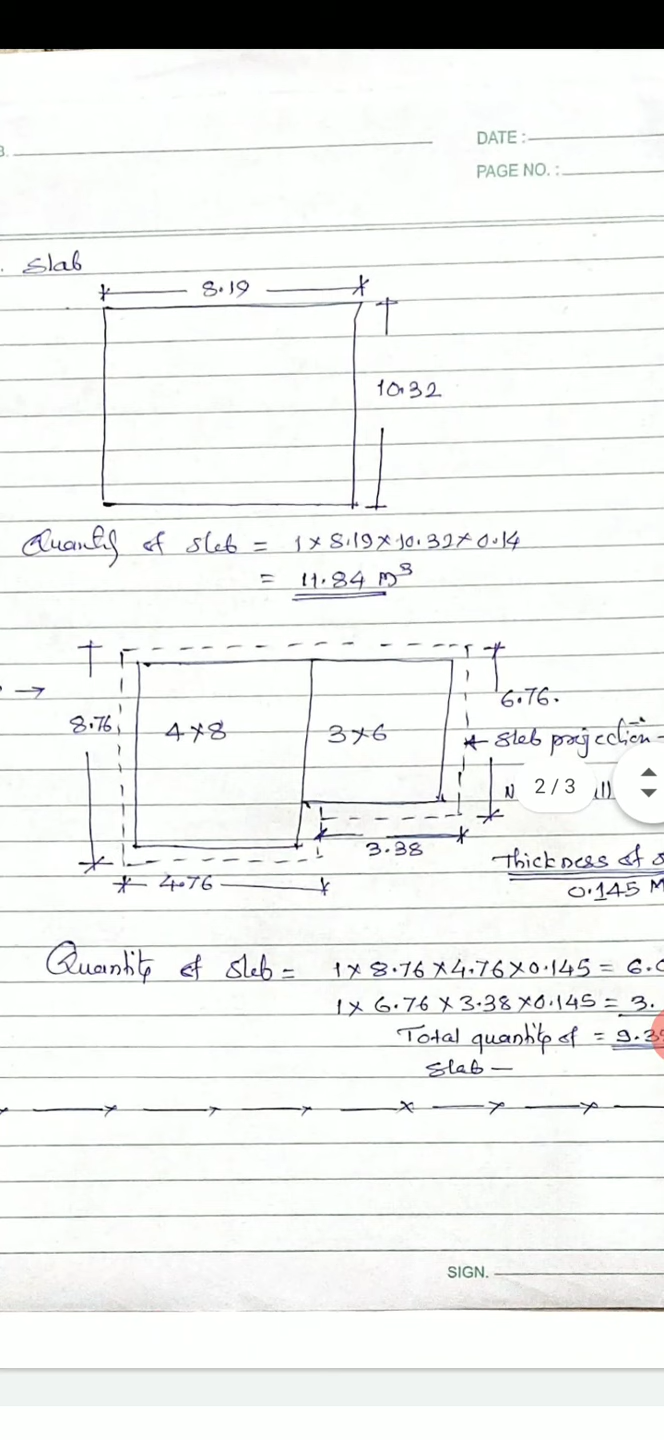 DATE :
PAGE NO. :
. Slab
8.19
10.32
Quantity of Slab = 1 × 8.19 × 10.32 × 0.14
= 11.84 M³
8.76
4 × 8
3 × 6
6.76.
Slab projection -
N
2 / 3
3.38
4.76
Thickness of
0.145 M
Quantity of Slab = 1 × 8.76 × 4.76 × 0.145 = 6.
1 × 6.76 × 3.38 × 0.145 = 3.
Total quantity of = 9.3
Slab —
SIGN.